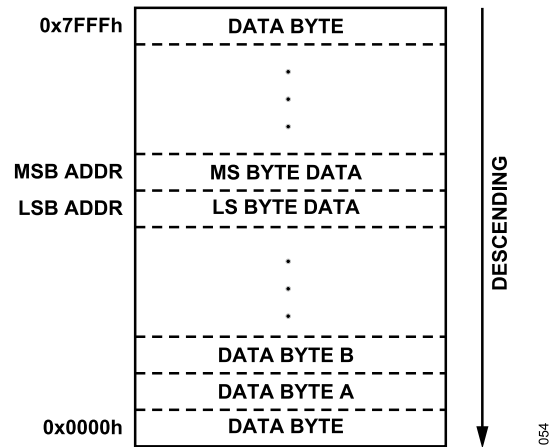 0x7FFFh DATA BYTE
MSB ADDR MS BYTE DATA
LSB ADDR LS BYTE DATA
DESCENDING
DATA BYTE B
DATA BYTE A
0x0000h DATA BYTE
054